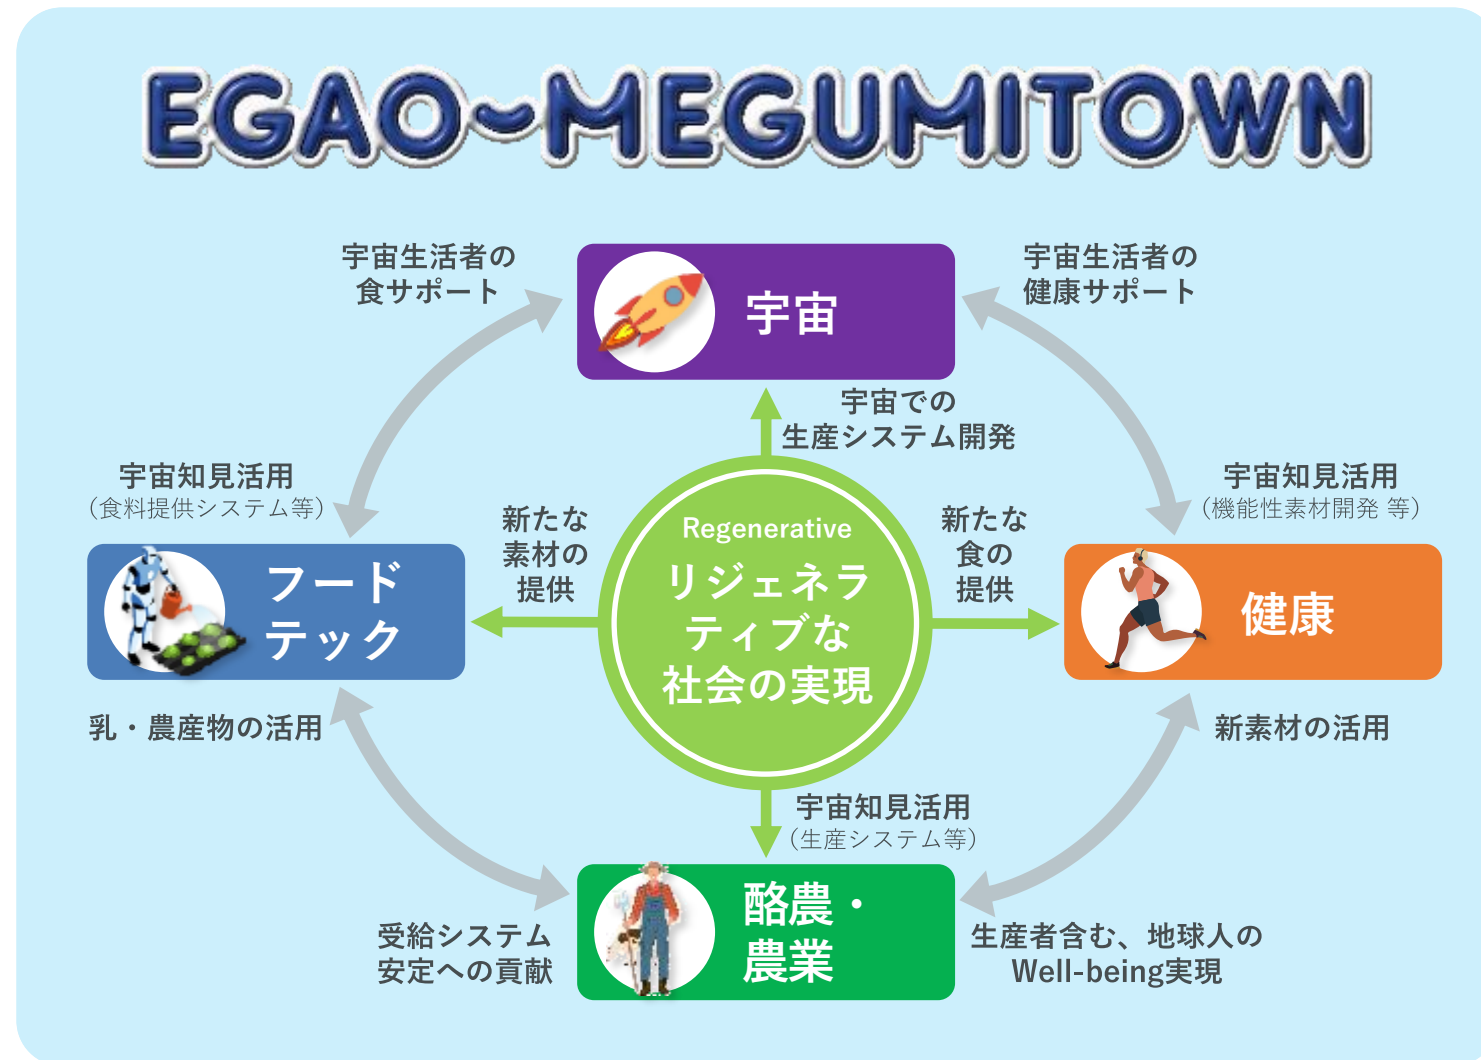 EGAO~MEGUMITOWN
宇宙生活者の
食サポート
宇宙
宇宙生活者の
健康サポート
宇宙での
生産システム開発
宇宙知見活用
（食料提供システム等）
新たな
素材の
提供
Regenerative
リジェネラ
ティブな
社会の実現
新たな
食の
提供
宇宙知見活用
（機能性素材開発 等）
フード
テック
健康
乳・農産物の活用
新素材の活用
宇宙知見活用
（生産システム等）
酪農・
農業
受給システム
安定への貢献
生産者含む、地球人の
Well-being実現